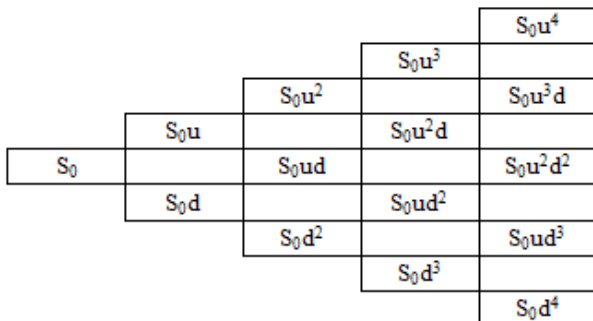 S₀u⁴
S₀u³
S₀u² S₀u³d
S₀u S₀u²d
S₀ S₀ud S₀u²d²
S₀d S₀ud²
S₀d² S₀ud³
S₀d³
S₀d⁴